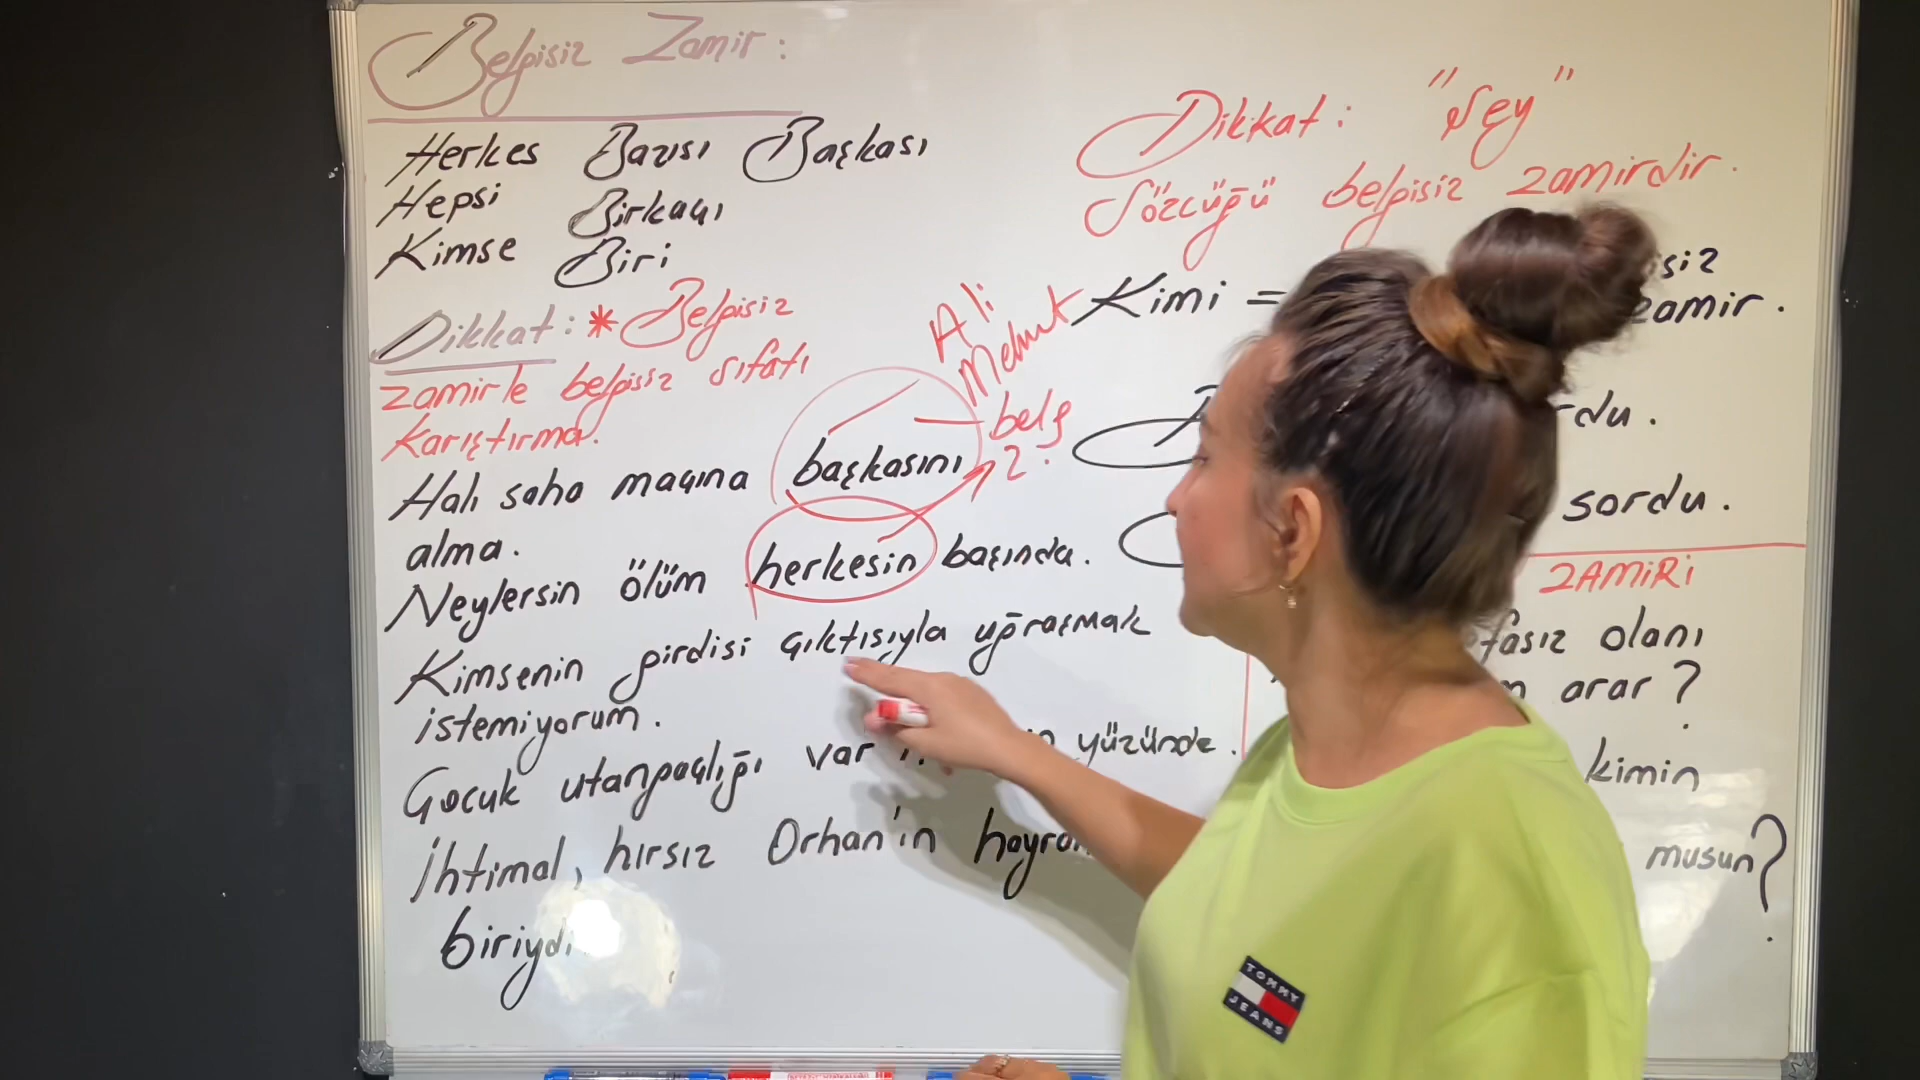 Belgisiz Zamir:
Herkes Bazısı Başkası
Hepsi Birkaçı
Kimse Biri
Dikkat: * Belgisiz
zamirle belgisiz sıfatı
karıştırma.
Halı saha maçına başkasını
alma.
Neylersin ölüm herkesin başında.
Kimsenin girdisi çıktısıyla uğraşmak
istemiyorum.
Çocuk utangaçlığı var yüzünde.
İhtimal, hırsız Orhan'ın
biriydi
Ali
Mehmet
belg
z.
Dikkat: "Şey"
Sözcüğü belgisiz zamirdir.
Kimi =
zamir.
sordu.
ZAMİRİ
olanı
arar?
kimin
musun?
TOMMY
JEANS